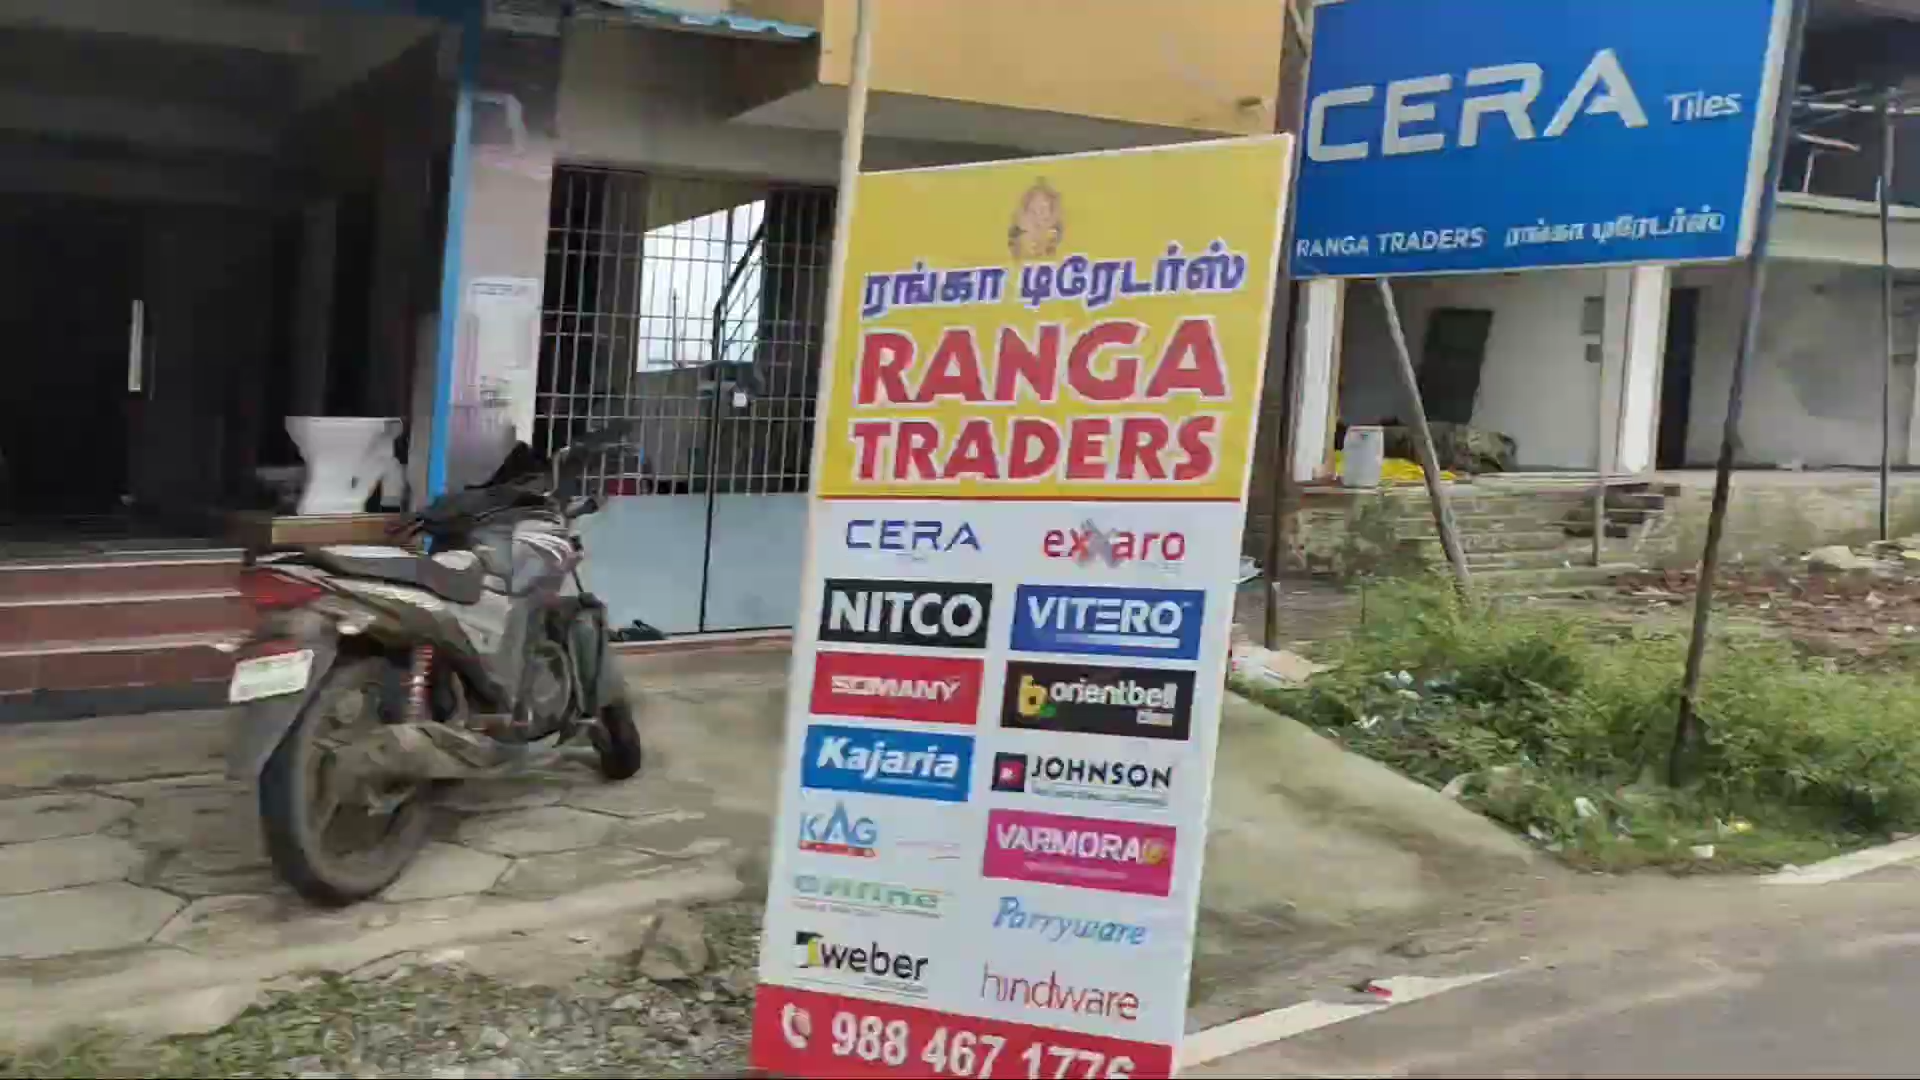 CERA Tiles
RANGA TRADERS ரங்கா டிரேடர்ஸ்
ரங்கா டிரேடர்ஸ்
RANGA
TRADERS
CERA exxaro
NITCO VITERO
SOMANY orientbell
Kajaria JOHNSON
KAG VARMORA
Parryware
weber hindware
988 467 1776